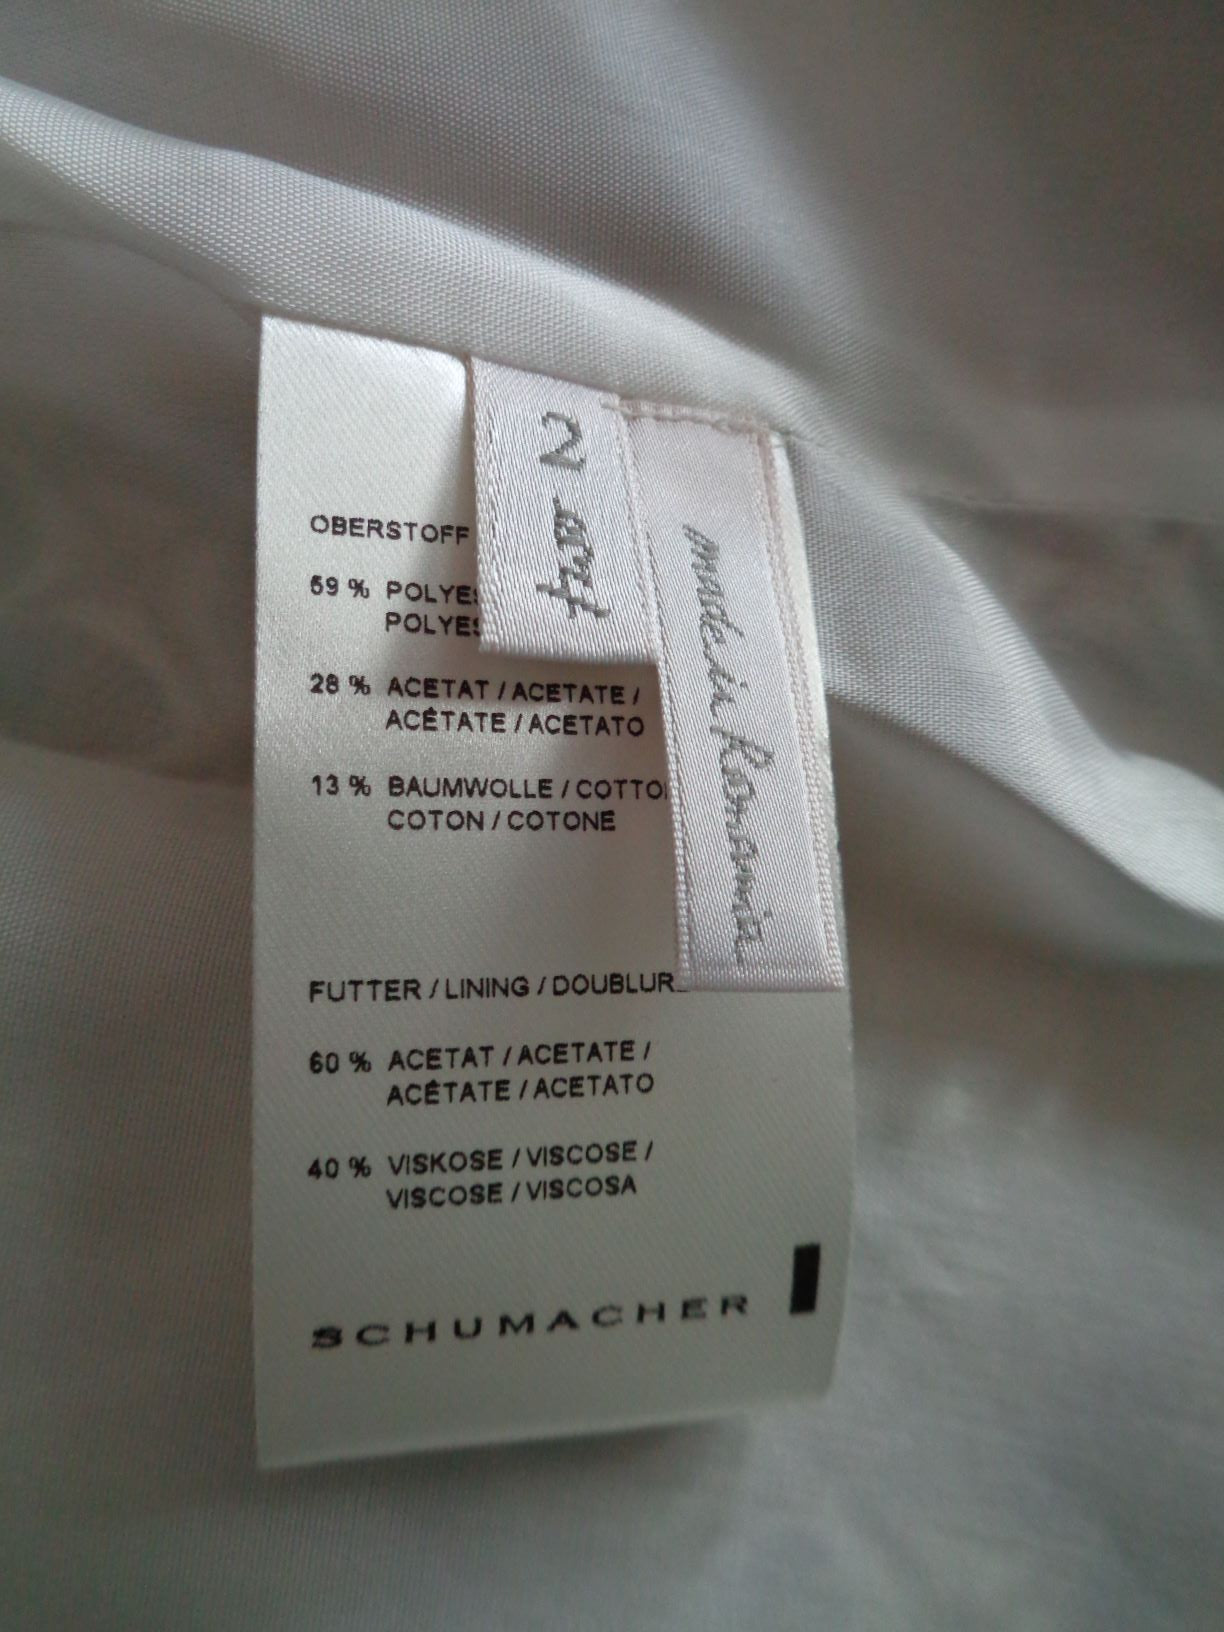 OBERSTOFF
59 % POLYES
POLYES
28 % ACETAT / ACETATE /
ACÉTATE / ACETATO
13 % BAUMWOLLE / COTTO
COTON / COTONE
FUTTER / LINING / DOUBLUR
60 % ACETAT / ACETATE /
ACÉTATE / ACETATO
40 % VISKOSE / VISCOSE /
VISCOSE / VISCOSA
SCHUMACHER
2
made in Romania